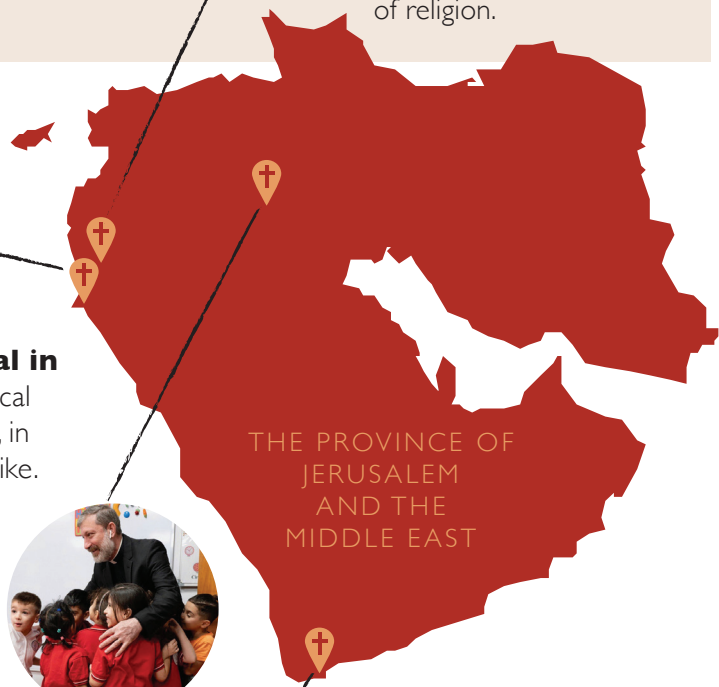 of religion.
al in
cal
, in
ike.
THE PROVINCE OF
JERUSALEM
AND THE
MIDDLE EAST